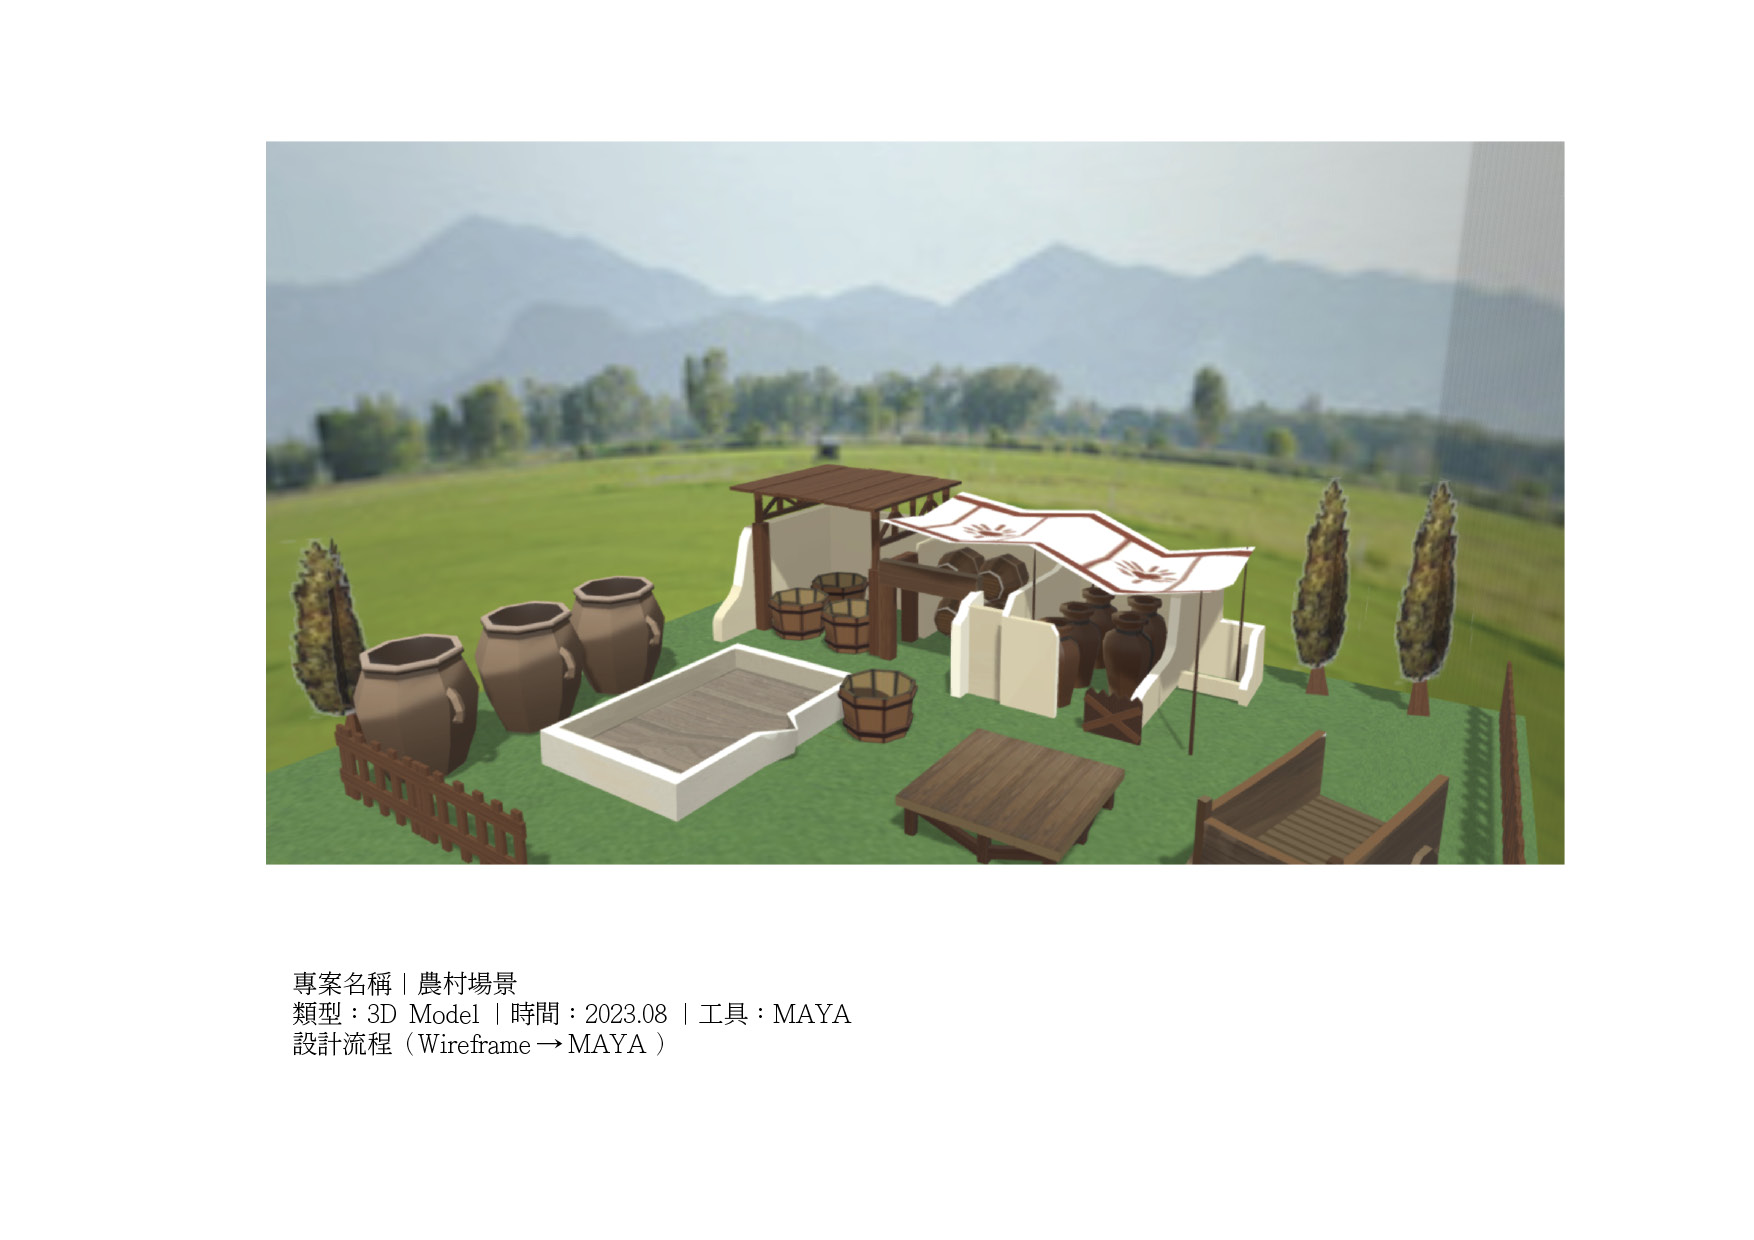 專案名稱｜農村場景
類型：3D Model｜時間：2023.08｜工具：MAYA
設計流程（Wireframe→MAYA ）